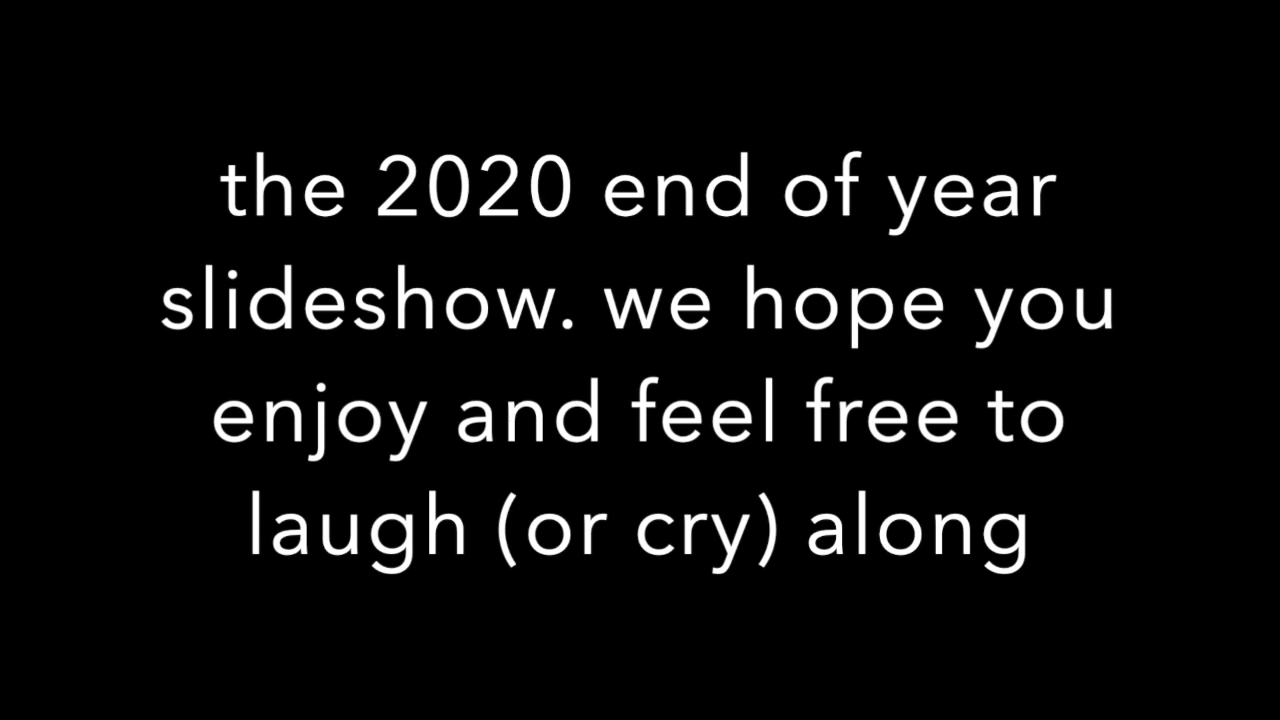 the 2020 end of year
slideshow. we hope you
enjoy and feel free to
laugh (or cry) along